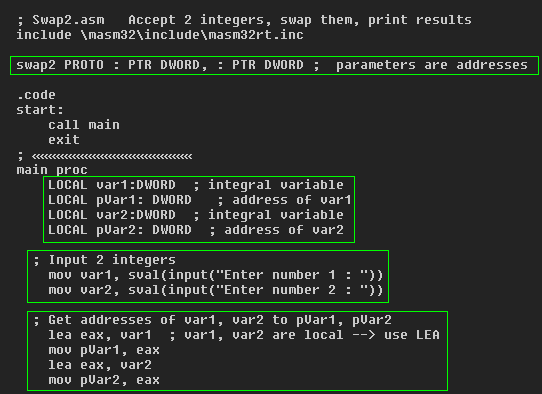 ; Swap2.asm   Accept 2 integers, swap them, print results
include \masm32\include\masm32rt.inc
swap2 PROTO : PTR DWORD, : PTR DWORD ;  parameters are addresses
.code
start:
    call main
    exit
; «««««««««««««««««««««««««««««««««
main proc
    LOCAL var1:DWORD  ; integral variable
    LOCAL pVar1: DWORD   ; address of var1
    LOCAL var2:DWORD  ; integral variable
    LOCAL pVar2: DWORD  ; address of var2
  ; Input 2 integers
    mov var1, sval(input("Enter number 1 : "))
    mov var2, sval(input("Enter number 2 : "))
  ; Get addresses of var1, var2 to pVar1, pVar2
    lea eax, var1  ; var1, var2 are local --> use LEA
    mov pVar1, eax
    lea eax, var2
    mov pVar2, eax